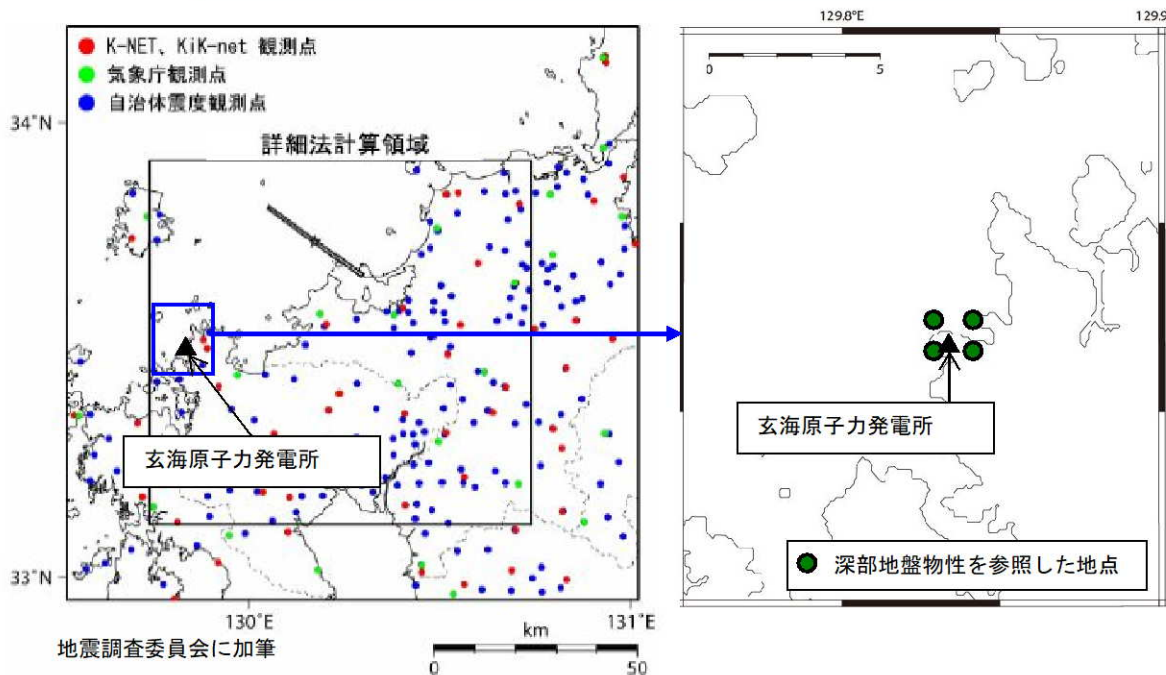 K-NET、KiK-net 観測点
気象庁観測点
自治体震度観測点
34°N
詳細法計算領域
玄海原子力発電所
33°N
130°E
131°E
地震調査委員会に加筆
km
0
50
129.8°E
129.9
0
5
玄海原子力発電所
深部地盤物性を参照した地点